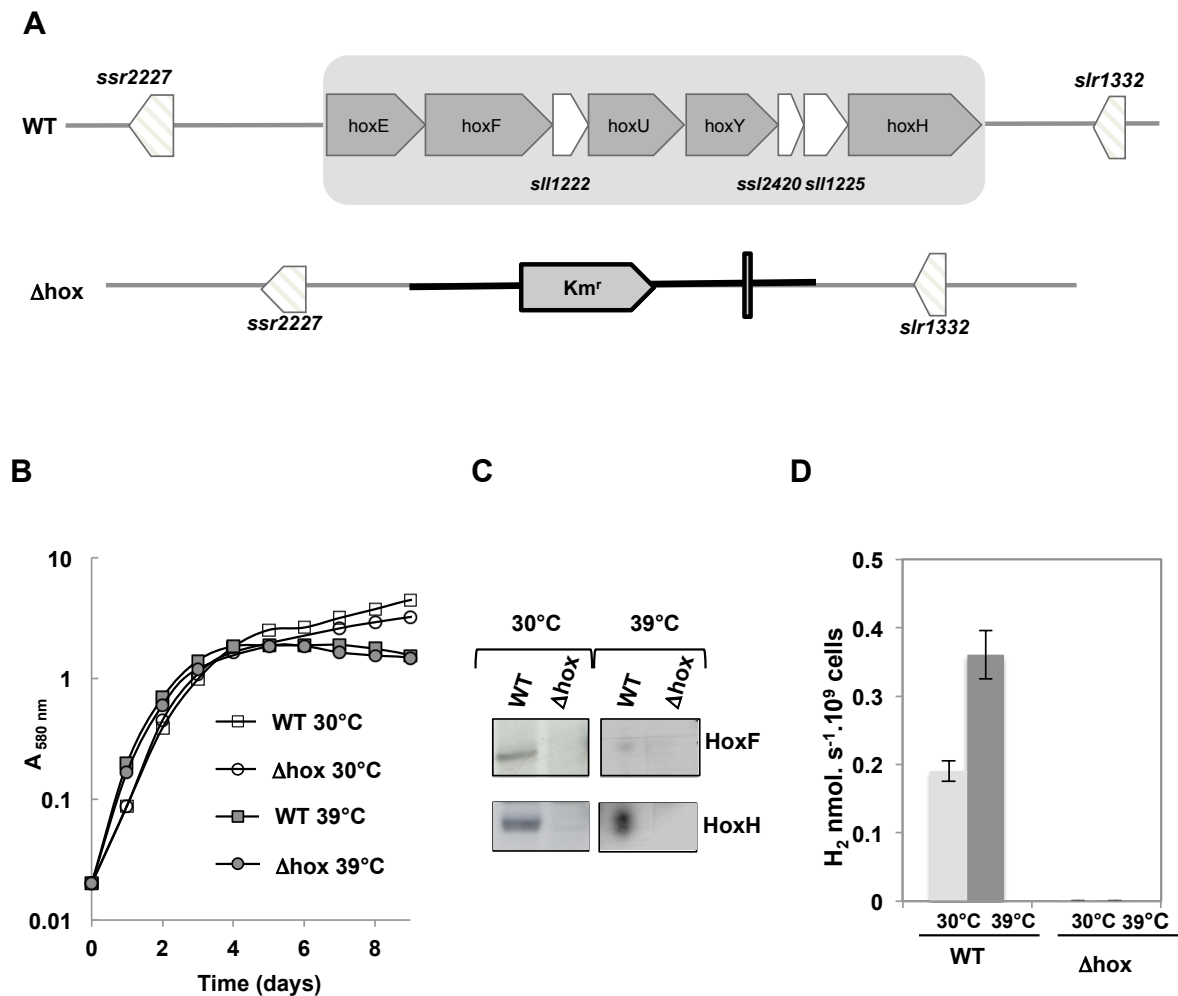 A
ssr2227
slr1332
WT
hoxE
hoxF
hoxU
hoxY
hoxH
sll1222
ssl2420 sll1225
Δhox
Kmʳ
ssr2227
slr1332
B
C
D
10
1
0.1
0.01
A 580 nm
0
2
4
6
8
Time (days)
WT 30°C
Δhox 30°C
WT 39°C
Δhox 39°C
30°C
39°C
WT
Δhox
WT
Δhox
HoxF
HoxH
H₂ nmol. s⁻¹.10⁹ cells
0.5
0.4
0.3
0.2
0.1
0
30°C 39°C
30°C 39°C
WT
Δhox